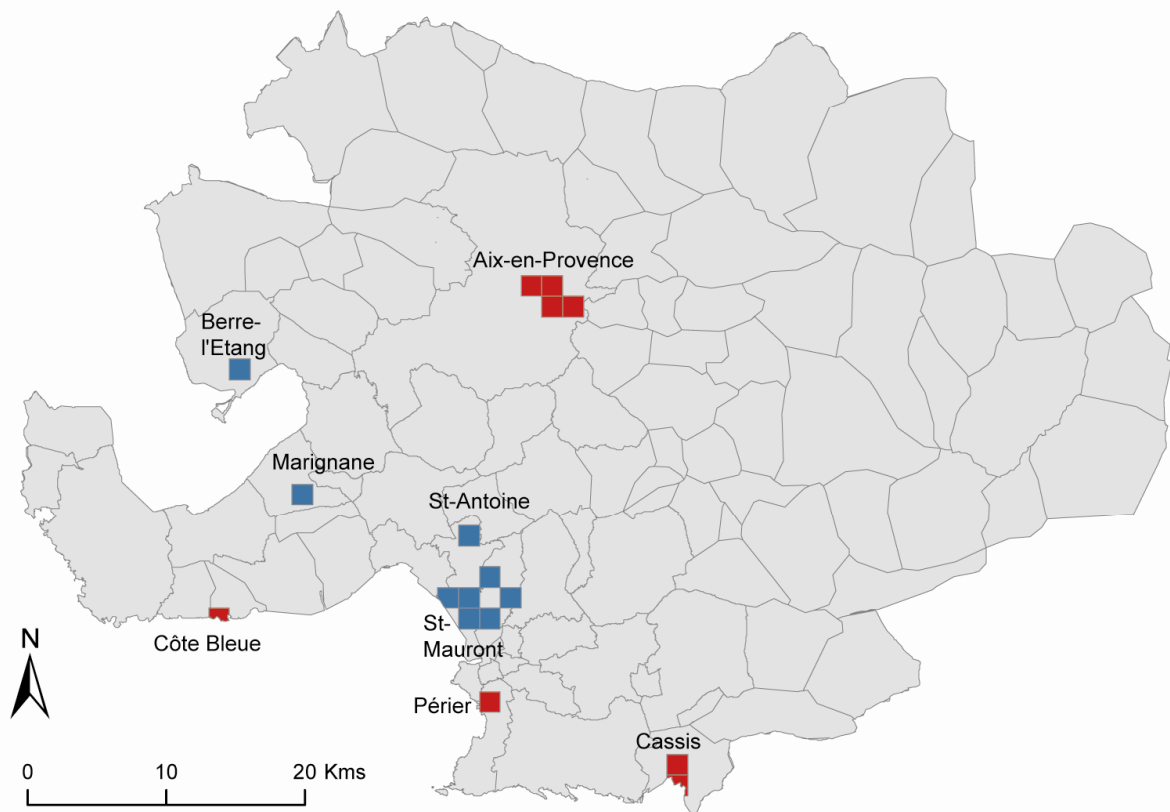 Aix-en-Provence
Berre-
l'Etang
Marignane
St-Antoine
St-
Mauront
Côte Bleue
N
Périer
Cassis
0 10 20 Kms